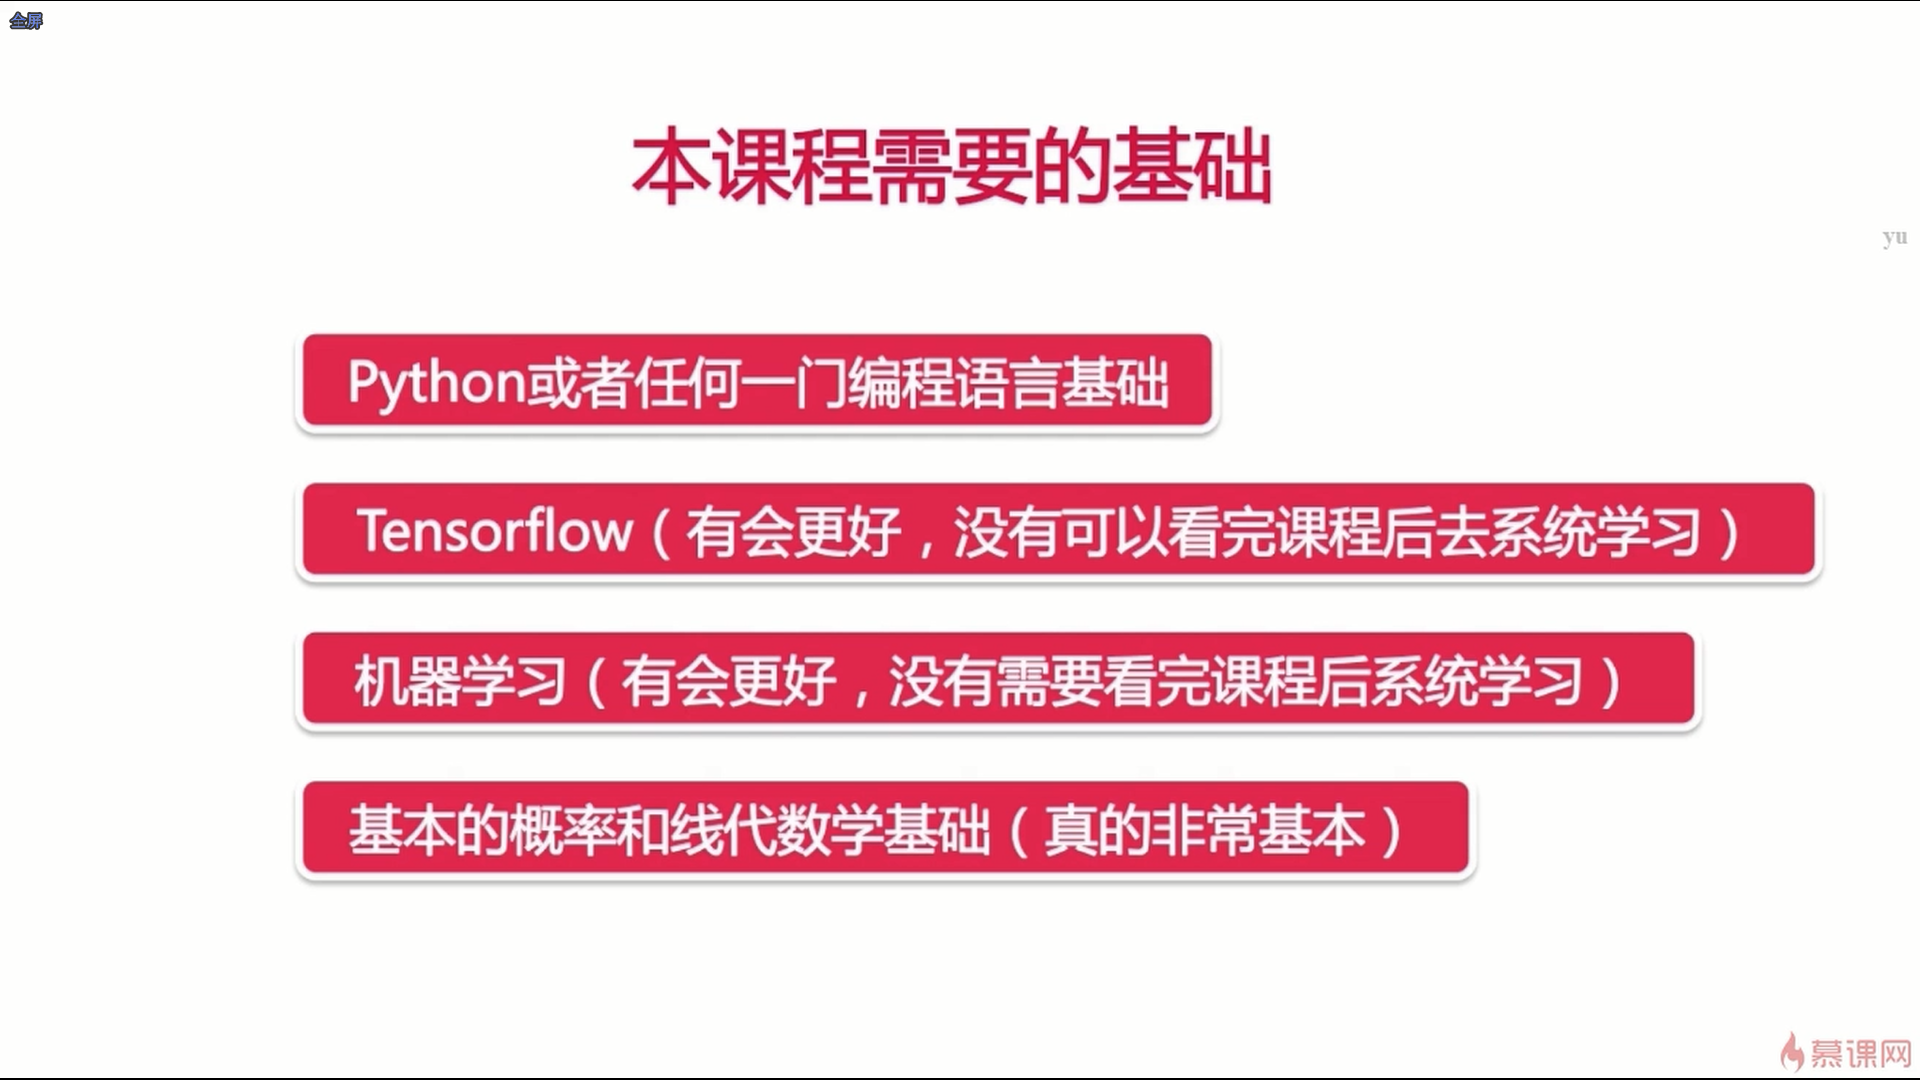 全屏
本课程需要的基础
yu
Python或者任何一门编程语言基础
Tensorflow（有会更好，没有可以看完课程后去系统学习）
机器学习（有会更好，没有需要看完课程后系统学习）
基本的概率和线代数学基础（真的非常基本）
慕课网